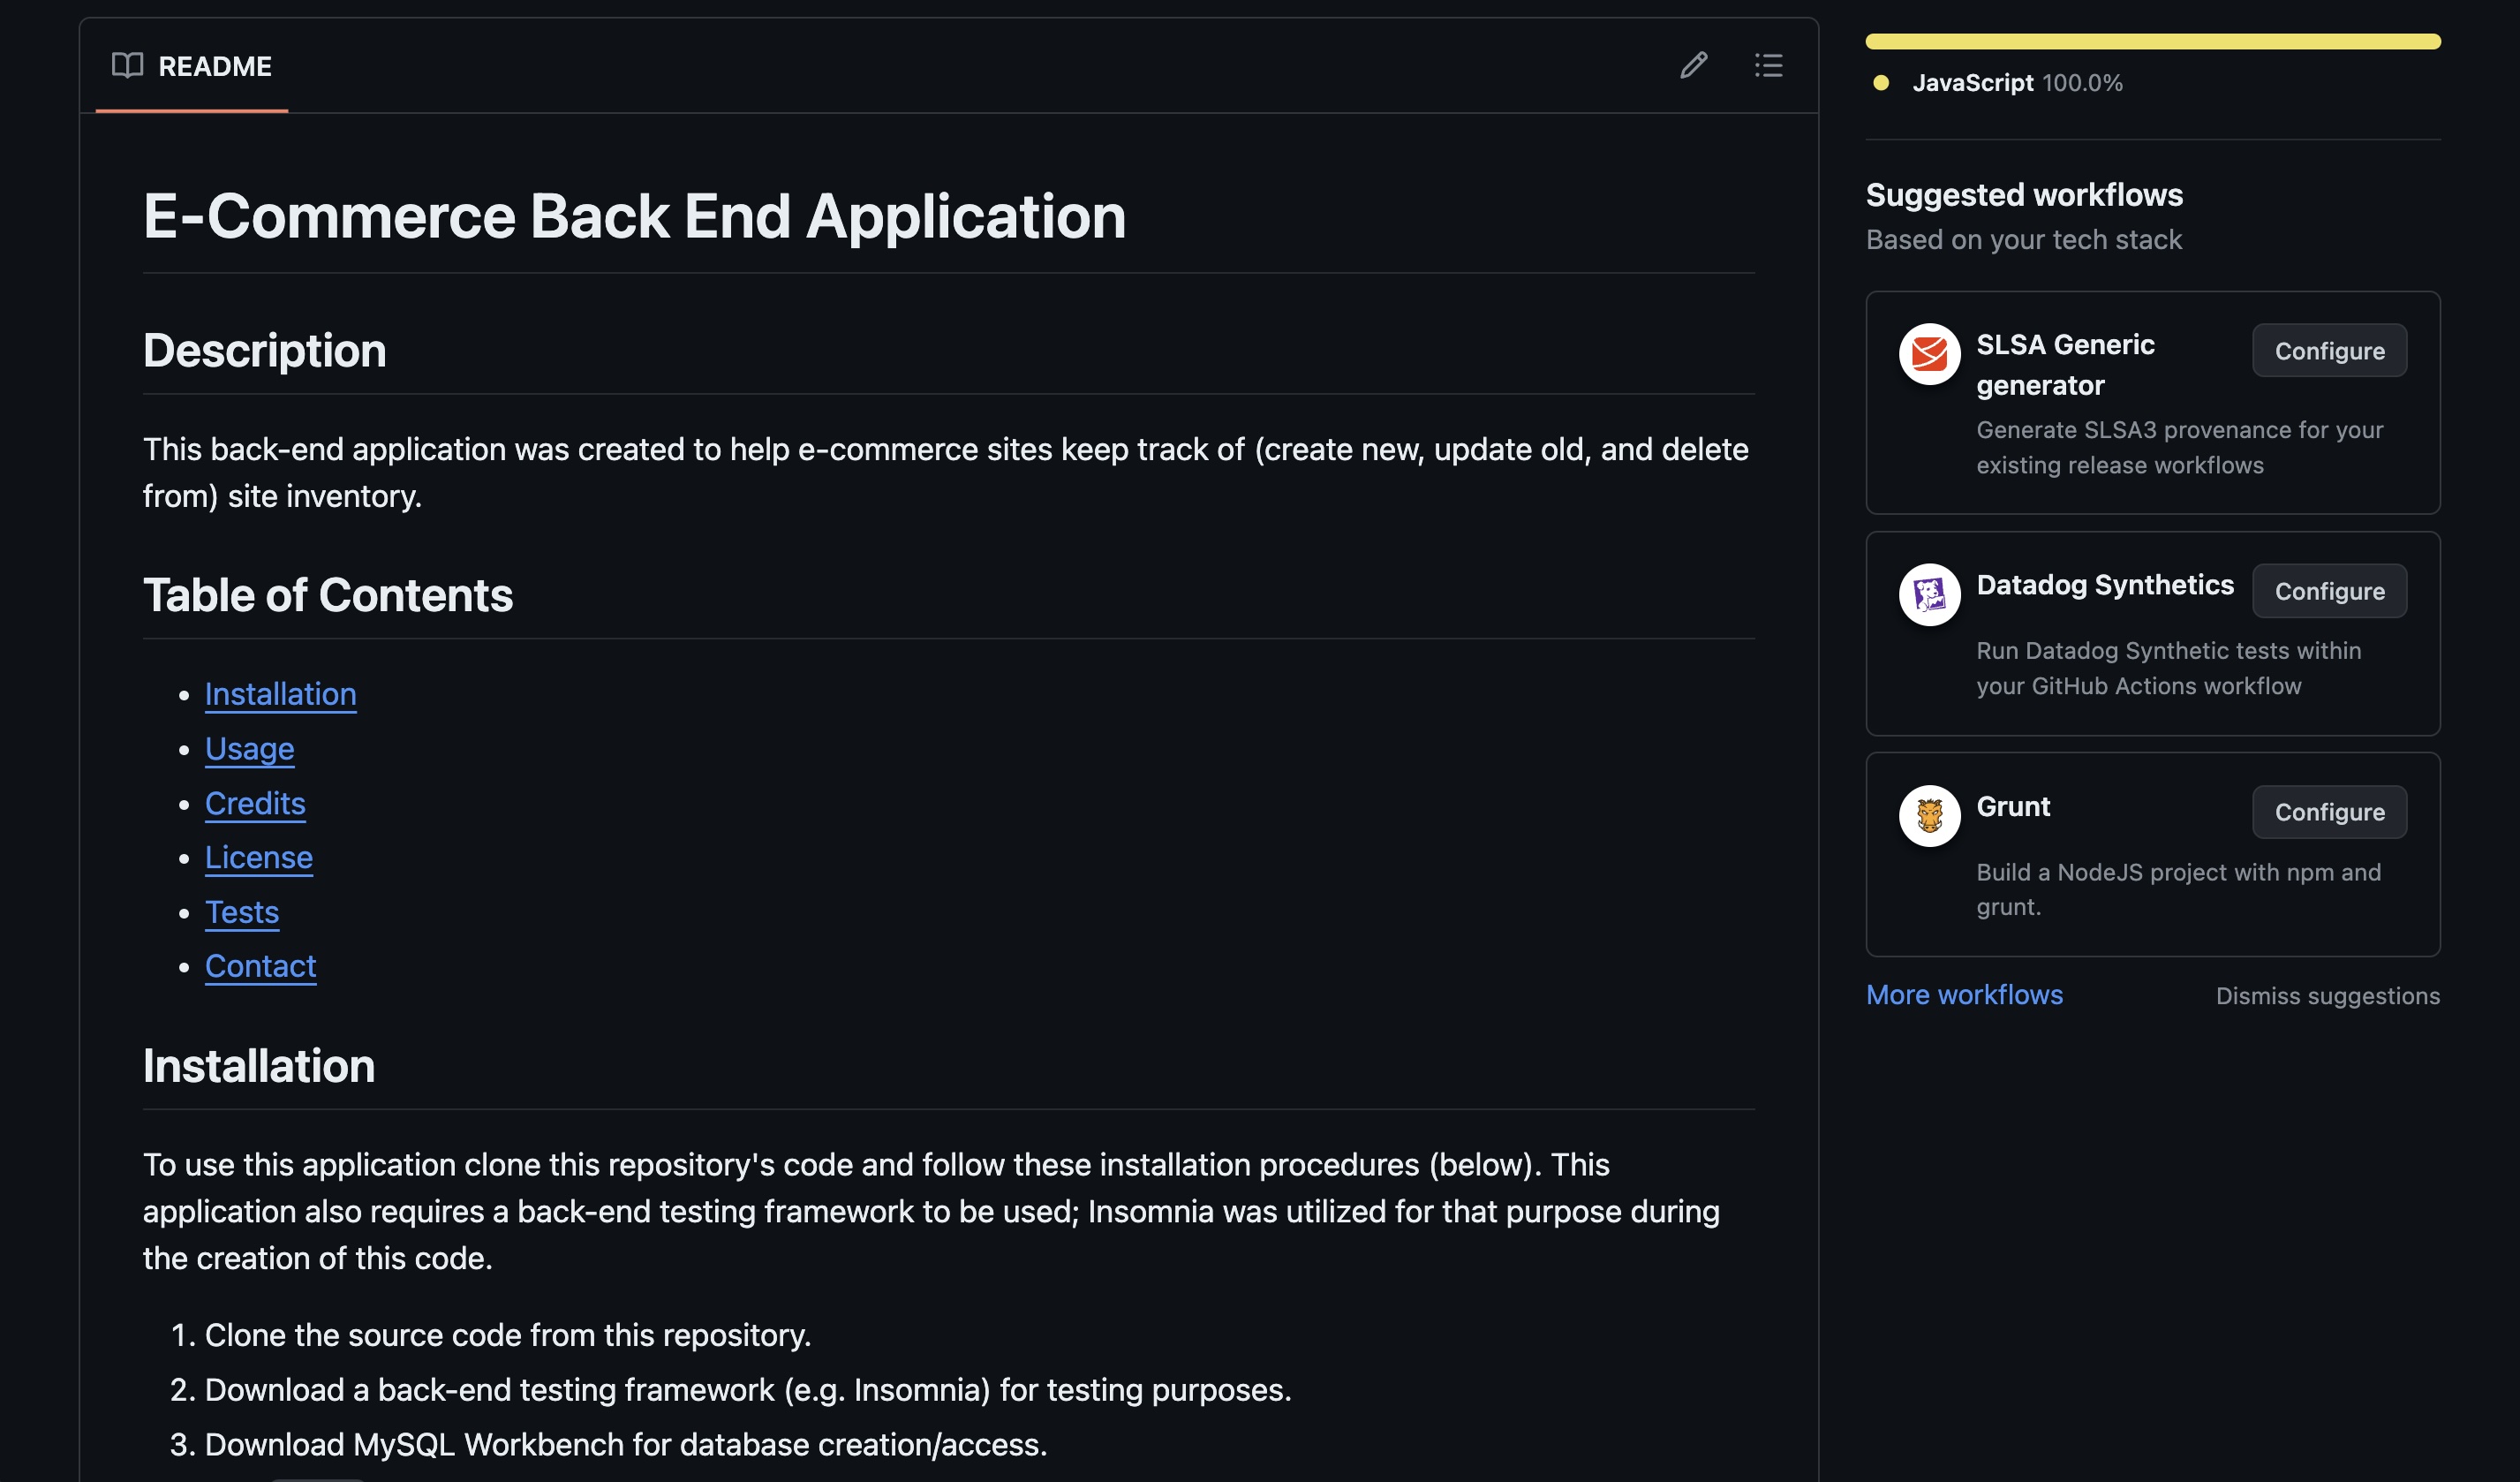 README
E-Commerce Back End Application
Description
This back-end application was created to help e-commerce sites keep track of (create new, update old, and delete
from) site inventory.
Table of Contents
Installation
Usage
Credits
License
Tests
Contact
Installation
To use this application clone this repository's code and follow these installation procedures (below). This
application also requires a back-end testing framework to be used; Insomnia was utilized for that purpose during
the creation of this code.
1. Clone the source code from this repository.
2. Download a back-end testing framework (e.g. Insomnia) for testing purposes.
3. Download MySQL Workbench for database creation/access.
JavaScript 100.0%
Suggested workflows
Based on your tech stack
SLSA Generic
generator
Configure
Generate SLSA3 provenance for your
existing release workflows
Datadog Synthetics
Configure
Run Datadog Synthetic tests within
your GitHub Actions workflow
Grunt
Configure
Build a NodeJS project with npm and
grunt.
More workflows
Dismiss suggestions